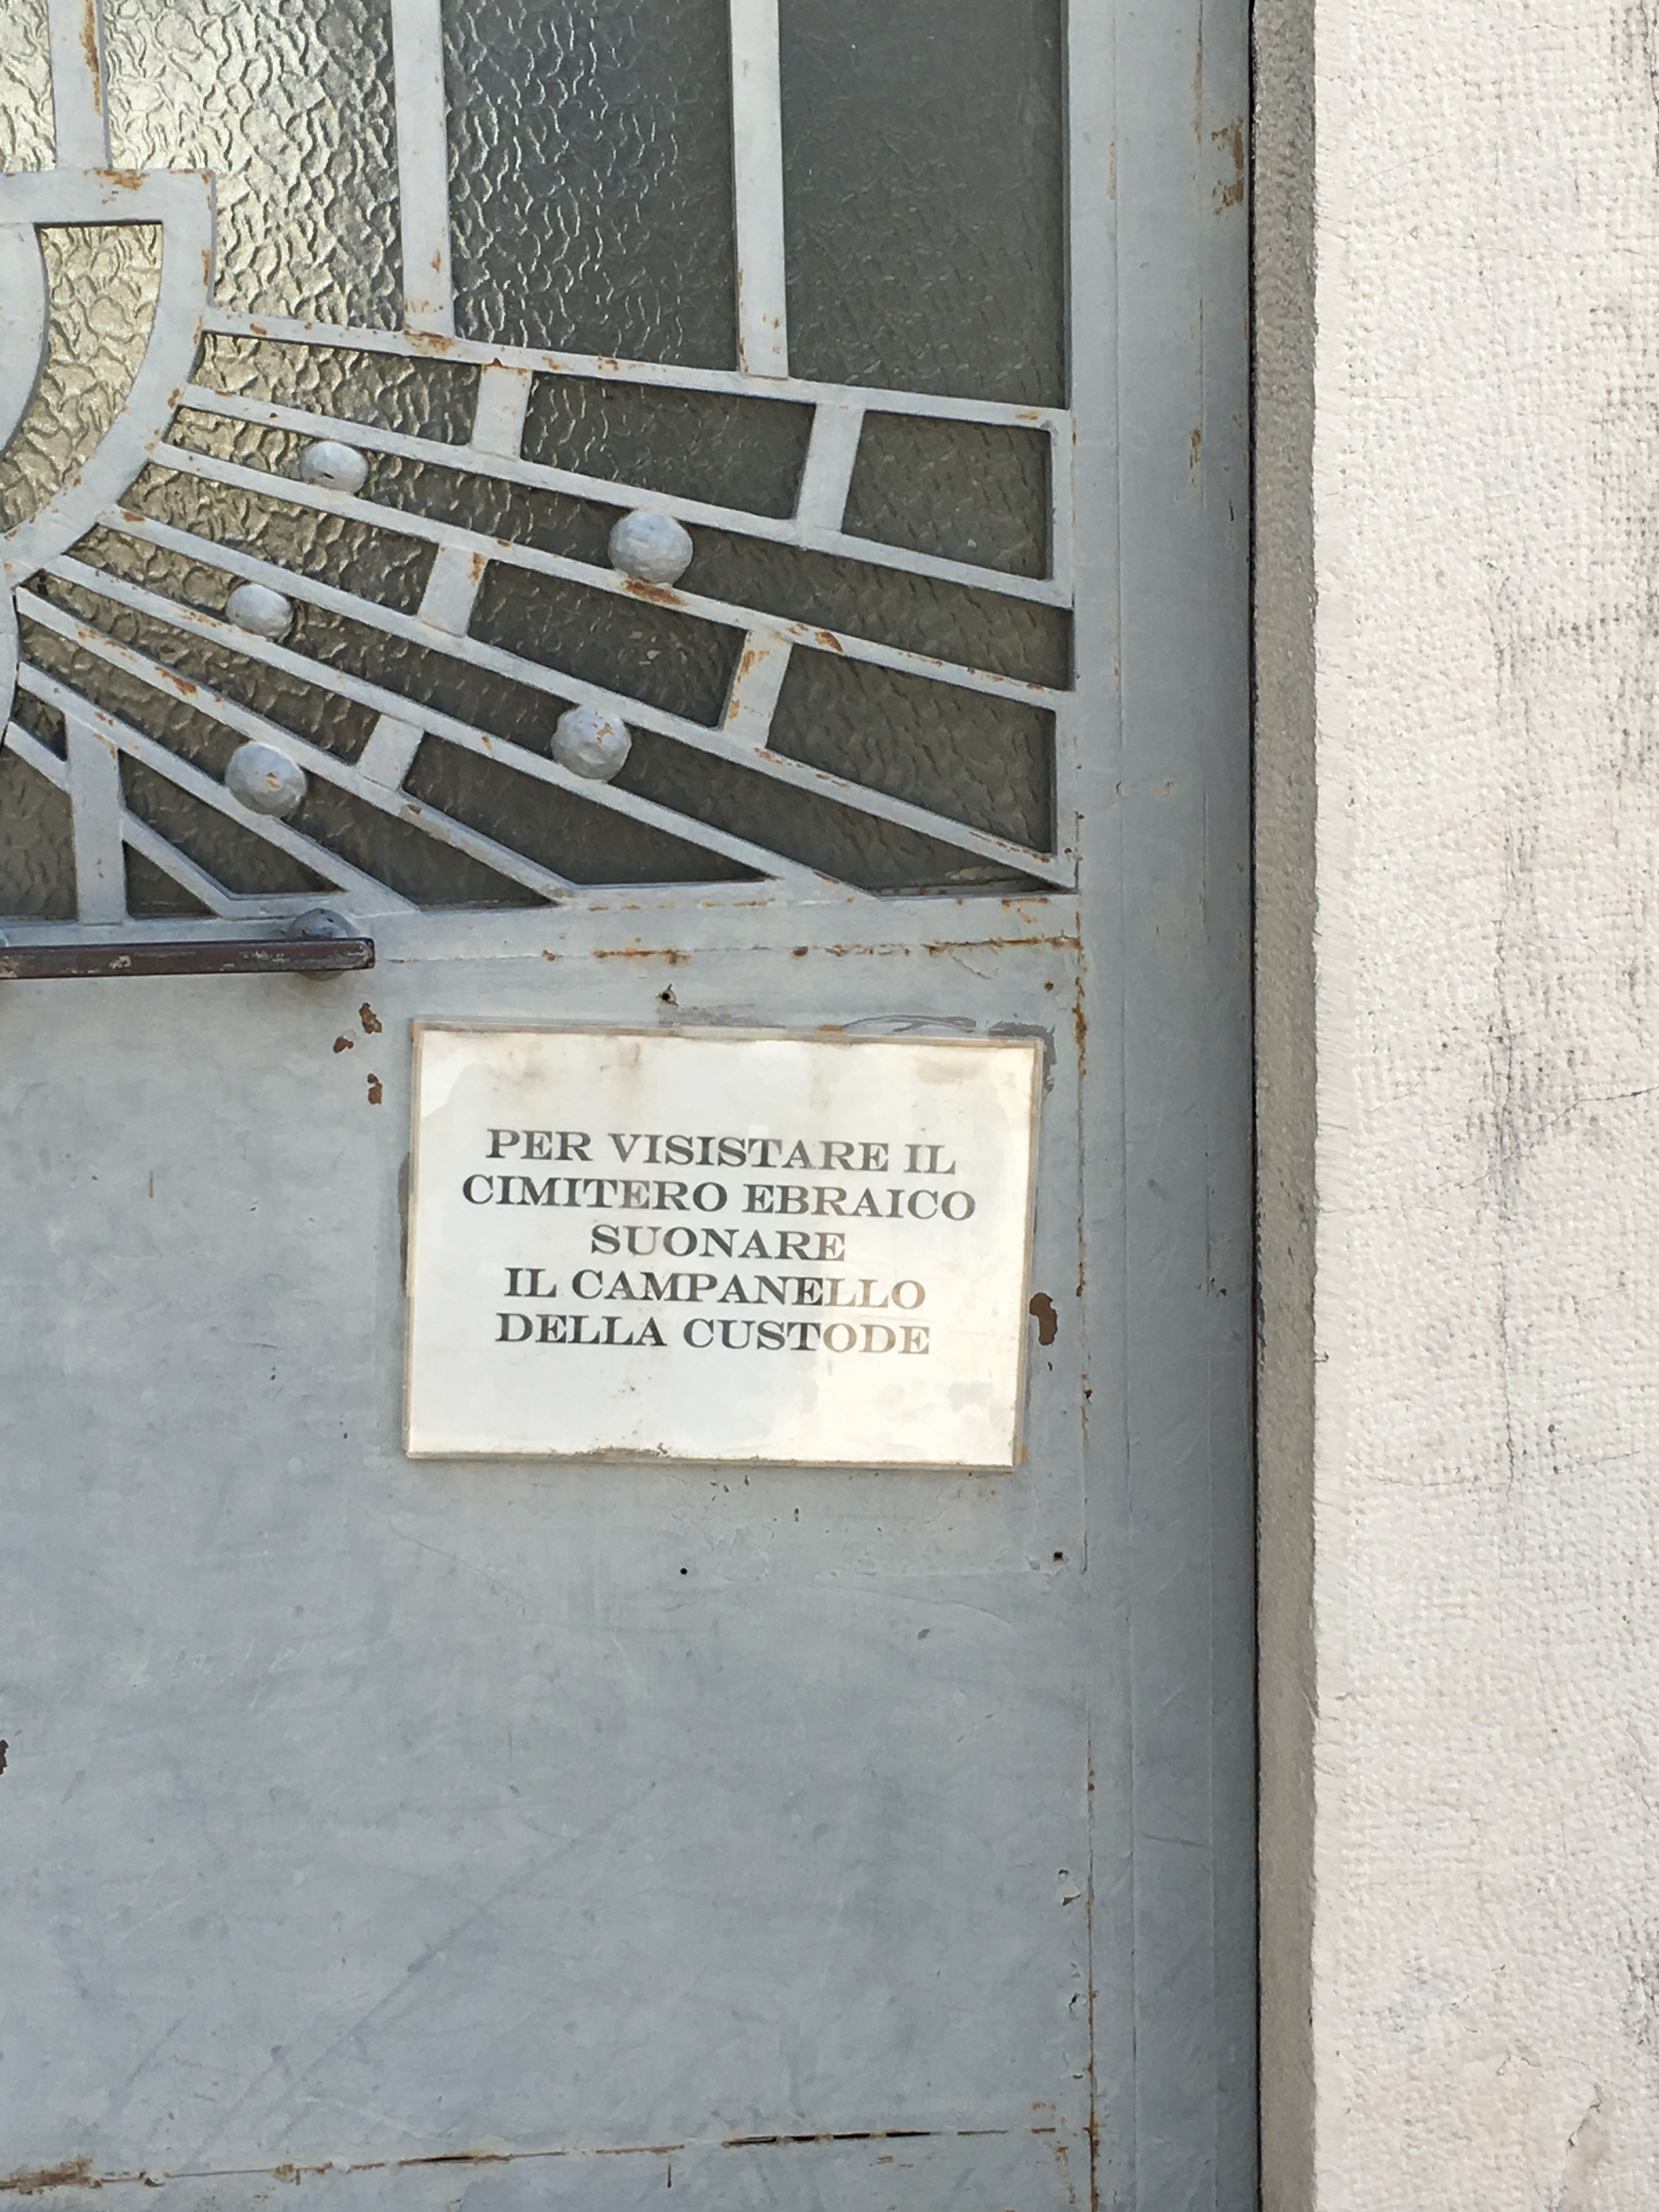 PER VISISTARE IL
CIMITERO EBRAICO
SUONARE
IL CAMPANELLO
DELLA CUSTODE